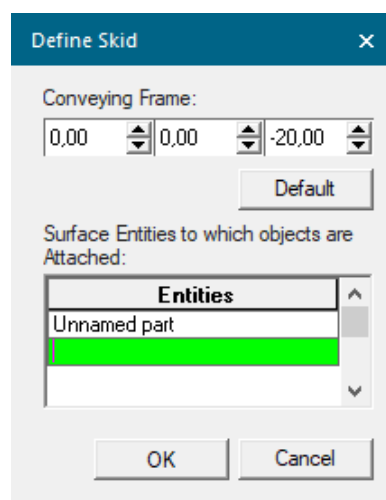 Define Skid
Conveying Frame:
0,00 0,00 -20,00
Default
Surface Entities to which objects are
Attached:
Entities
Unnamed part
OK Cancel